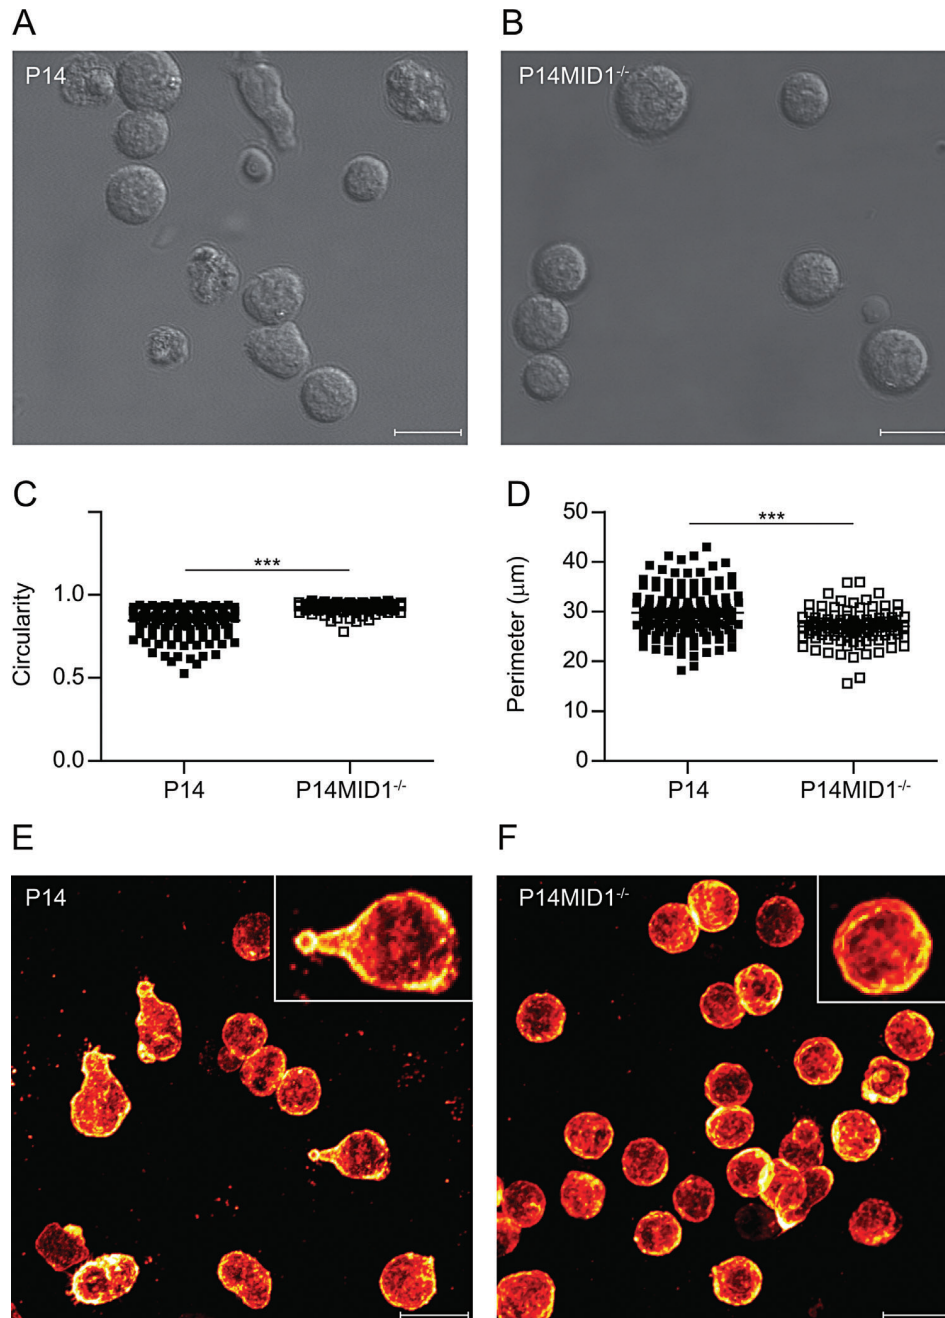 A
B
P14
P14MID1-/-
C
D
***
1.0
0.5
0.0
Circularity
P14
P14MID1-/-
***
50
40
30
20
10
0
Perimeter (μm)
P14
P14MID1-/-
E
F
P14
P14MID1-/-